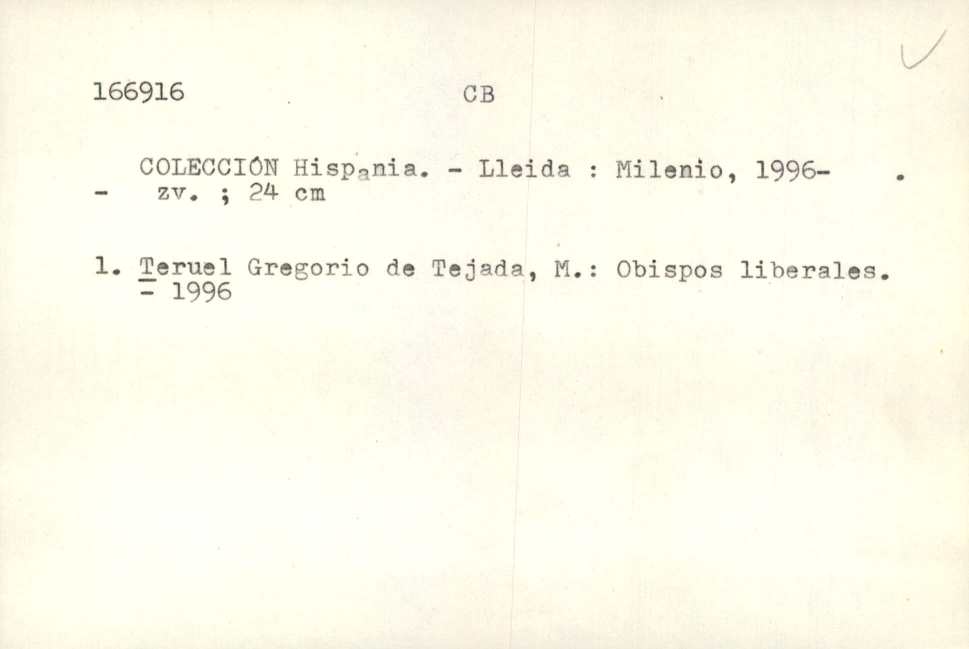 166916 CB
COLECCIÓN Hispania. - Lleida : Milenio, 1996- .
- zv. ; 24 cm
1. Teruel Gregorio de Tejada, M.: Obispos liberales.
- 1996